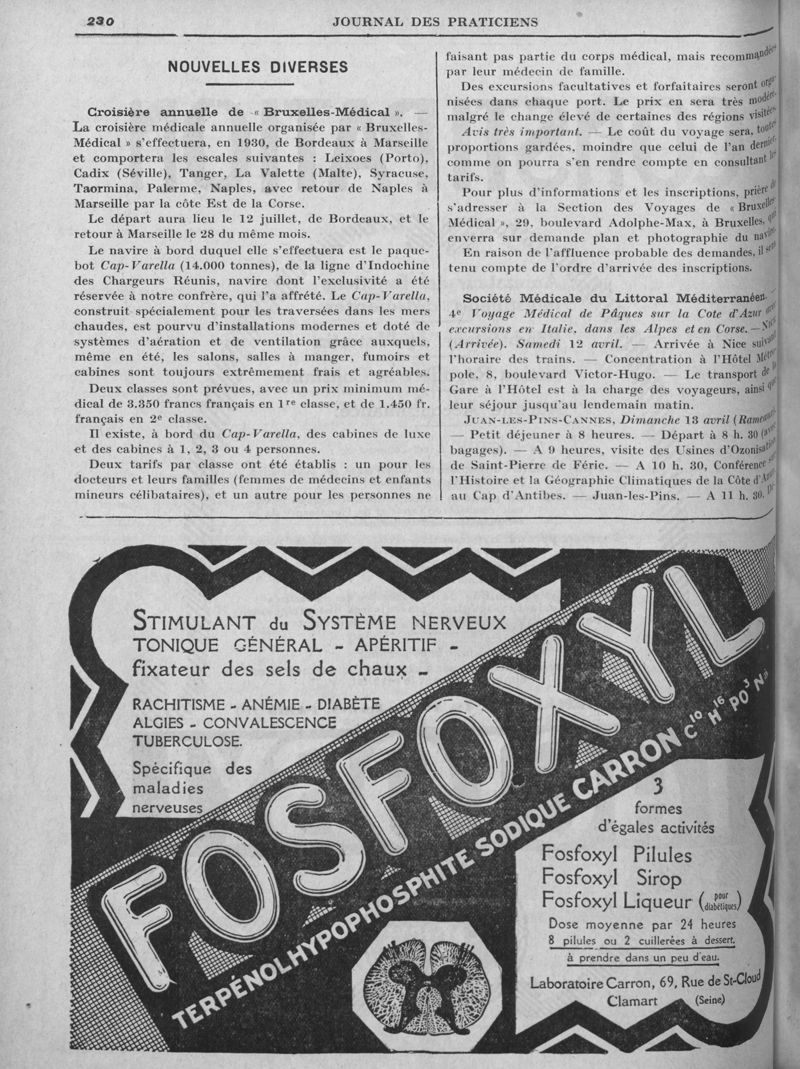 230
JOURNAL DES PRATICIENS
NOUVELLES DIVERSES
Croisière annuelle de « Bruxelles-Médical ». —
La croisière médicale annuelle organisée par « Bruxelles-
Médical » s'effectuera, en 1930, de Bordeaux à Marseille
et comportera les escales suivantes : Leixoes (Porto),
Cadix (Séville), Tanger, La Valette (Malte), Syracuse,
Taormina, Palerme, Naples, avec retour de Naples à
Marseille par la côte Est de la Corse.
Le départ aura lieu le 12 juillet, de Bordeaux, et le
retour à Marseille le 28 du même mois.
Le navire à bord duquel elle s'effectuera est le paque-
bot Cap-Varella (14.000 tonnes), de la ligne d'Indochine
des Chargeurs Réunis, navire dont l'exclusivité a été
réservée à notre confrère, qui l'a affrété. Le Cap-Varella,
construit spécialement pour les traversées dans les mers
chaudes, est pourvu d'installations modernes et doté de
systèmes d'aération et de ventilation grâce auxquels,
même en été, les salons, salles à manger, fumoirs et
cabines sont toujours extrêmement frais et agréables.
Deux classes sont prévues, avec un prix minimum mé-
dical de 3.350 francs français en 1re classe, et de 1.450 fr.
français en 2e classe.
Il existe, à bord du Cap-Varella, des cabines de luxe
et des cabines à 1, 2, 3 ou 4 personnes.
Deux tarifs par classe ont été établis : un pour les
docteurs et leurs familles (femmes de médecins et enfants
mineurs célibataires), et un autre pour les personnes ne
faisant pas partie du corps médical, mais recommandées
par leur médecin de famille.
Des excursions facultatives et forfaitaires seront orga-
nisées dans chaque port. Le prix en sera très modéré,
malgré le change élevé de certaines des régions visitées.
Avis très important. — Le coût du voyage sera, toutes
proportions gardées, moindre que celui de l'an dernier,
comme on pourra s'en rendre compte en consultant les
tarifs.
Pour plus d'informations et les inscriptions, prière de
s'adresser à la Section des Voyages de « Bruxelles-
Médical », 29, boulevard Adolphe-Max, à Bruxelles, qui
enverra sur demande plan et photographie du navire.
En raison de l'affluence probable des demandes, il sera
tenu compte de l'ordre d'arrivée des inscriptions.
Société Médicale du Littoral Méditerranéen. —
4e Voyage Médical de Pâques sur la Cote d'Azur avec
excursions en Italie, dans les Alpes et en Corse. — Nice
(Arrivée). Samedi 12 avril. — Arrivée à Nice suivant
l'horaire des trains. — Concentration à l'Hôtel Métro-
pole, 8, boulevard Victor-Hugo. — Le transport de la
Gare à l'Hôtel est à la charge des voyageurs, ainsi que
leur séjour jusqu'au lendemain matin.
Juan-les-Pins-Cannes, Dimanche 13 avril (Rameaux).
— Petit déjeuner à 8 heures. — Départ à 8 h. 30 (avec
bagages). — A 9 heures, visite des Usines d'Ozonisation
de Saint-Pierre de Férie. — A 10 h. 30, Conférence sur
l'Histoire et la Géographie Climatiques de la Côte d'Azur
au Cap d'Antibes. — Juan-les-Pins. — A 11 h. 30,
STIMULANT du SYSTÈME NERVEUX
TONIQUE GÉNÉRAL - APÉRITIF -
fixateur des sels de chaux -
RACHITISME - ANÉMIE - DIABÈTE
ALGIES - CONVALESCENCE
TUBERCULOSE.
Spécifique des
maladies
nerveuses
FOSFOXYL
TERPÉNOLHYPOPHOSPHITE SODIQUE CARRON C10 H16 PO3 Na
3
formes
d'égales activités
Fosfoxyl Pilules
Fosfoxyl Sirop
Fosfoxyl Liqueur (pour diabétiques)
Dose moyenne par 24 heures
8 pilules ou 2 cuillerées à dessert.
à prendre dans un peu d'eau.
Laboratoire Carron, 69, Rue de St-Cloud
Clamart (Seine)